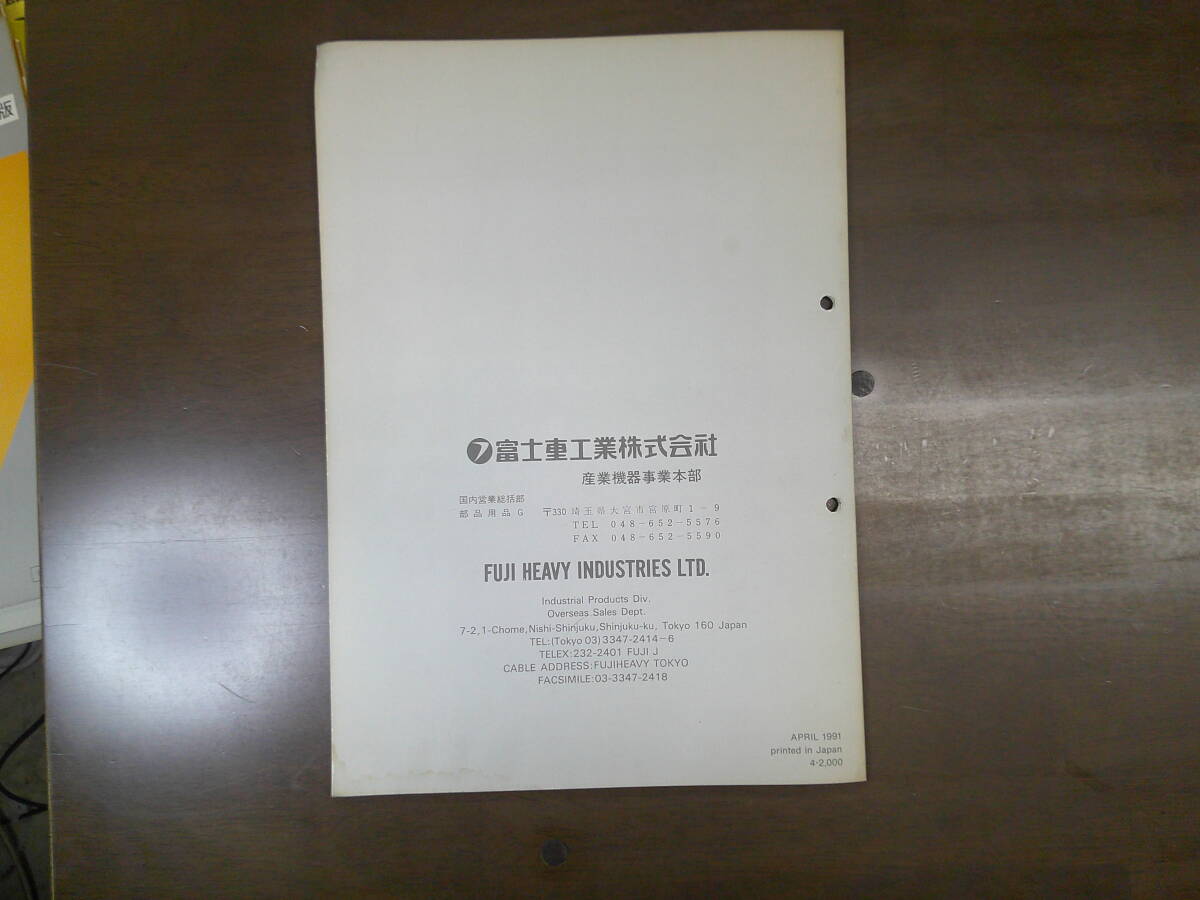 版
フ富士重工業株式会社
産業機器事業本部
国内営業総括部
部品用品G 〒330 埼玉県大宮市宮原町1-9
TEL 048-652-5576
FAX 048-652-5590
FUJI HEAVY INDUSTRIES LTD.
Industrial Products Div.
Overseas Sales Dept.
7-2,1-Chome,Nishi-Shinjuku,Shinjuku-ku, Tokyo 160 Japan
TEL:(Tokyo 03)3347-2414-6
TELEX:232-2401 FUJI J
CABLE ADDRESS:FUJIHEAVY TOKYO
FACSIMILE:03-3347-2418
APRIL 1991
printed in Japan
4-2,000